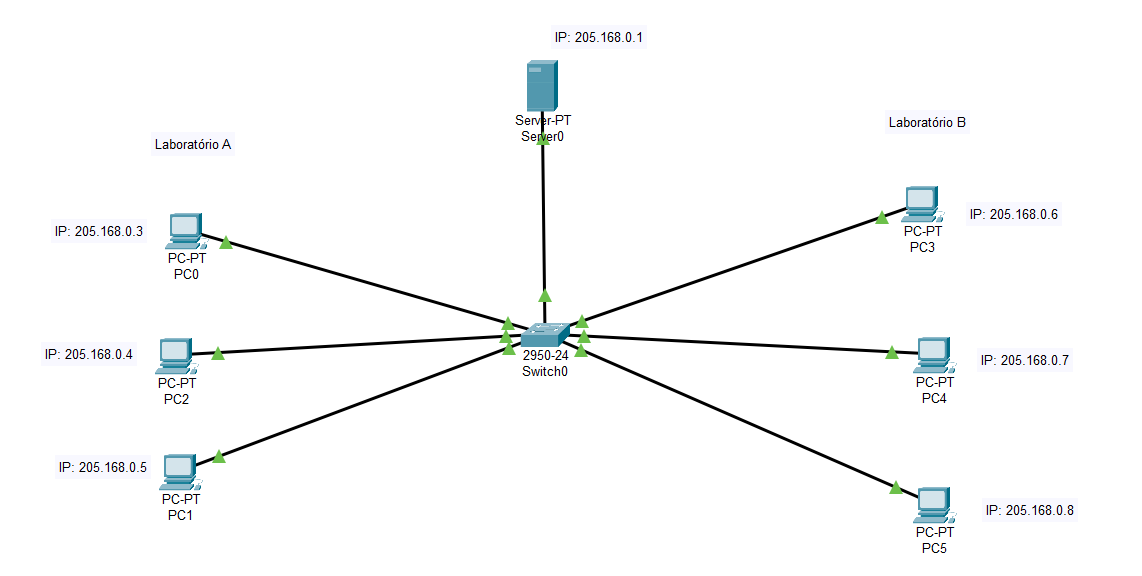 IP: 205.168.0.1
Server-PT
Server0
Laboratório A
Laboratório B
IP: 205.168.0.3
PC-PT
PC0
PC-PT
PC3
IP: 205.168.0.6
IP: 205.168.0.4
PC-PT
PC2
2950-24
Switch0
PC-PT
PC4
IP: 205.168.0.7
IP: 205.168.0.5
PC-PT
PC1
PC-PT
PC5
IP: 205.168.0.8